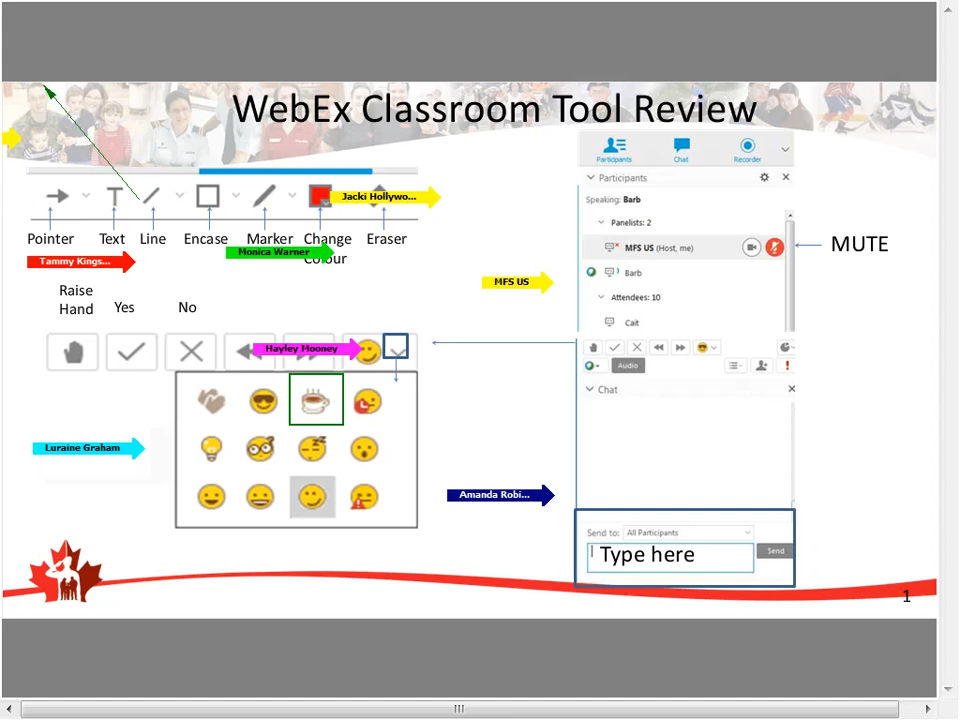 WebEx Classroom Tool Review
Participants Chat Recorder
Participants
Speaking: Barb
Panelists: 2
MFS US (Host, me)
MUTE
Barb
Attendees: 10
Cait
Jacki Hollywo...
Pointer Text Line Encase Marker Change Colour Eraser
Monica Warner
Tammy Kings...
MFS US
Raise Hand
Yes
No
Hayley Mooney
Audio
Chat
Luraine Graham
Amanda Robi...
Send to: All Participants
Type here
Send
1